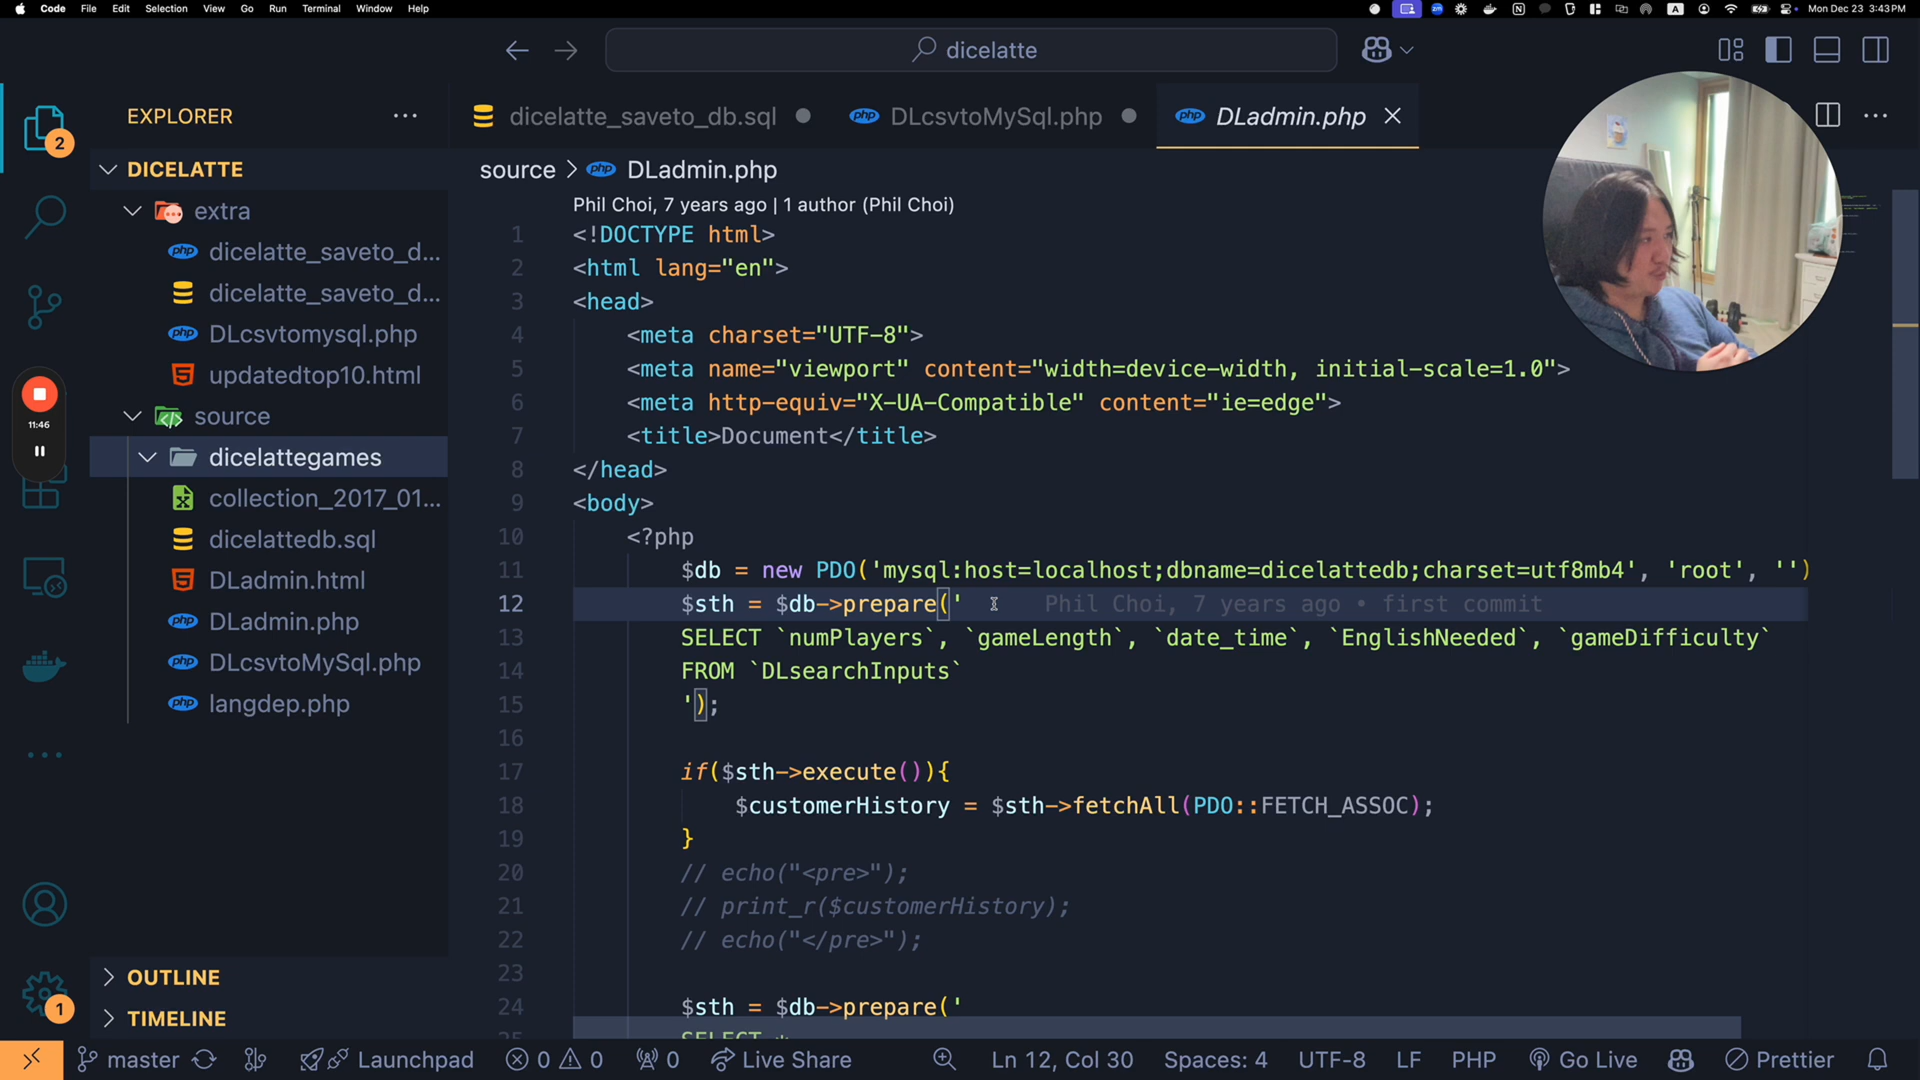 Code File Edit Selection View Go Run Terminal Window Help
Mon Dec 23 3:43 PM
dicelatte
EXPLORER
dicelatte_saveto_db.sql
DLcsvtoMySql.php
DLadmin.php
2
DICELATTE
extra
dicelatte_saveto_d...
dicelatte_saveto_d...
DLcsvtomysql.php
updatedtop10.html
source
dicelattegames
collection_2017_01...
dicelattedb.sql
DLadmin.html
DLadmin.php
DLcsvtoMySql.php
langdep.php
11:46
1
OUTLINE
TIMELINE
source > DLadmin.php
Phil Choi, 7 years ago | 1 author (Phil Choi)
1 <!DOCTYPE html>
2 <html lang="en">
3 <head>
4 <meta charset="UTF-8">
5 <meta name="viewport" content="width=device-width, initial-scale=1.0">
6 <meta http-equiv="X-UA-Compatible" content="ie=edge">
7 <title>Document</title>
8 </head>
9 <body>
10 <?php
11 $db = new PDO('mysql:host=localhost;dbname=dicelattedb;charset=utf8mb4', 'root', '')
12 $sth = $db->prepare(' Phil Choi, 7 years ago • first commit
13 SELECT `numPlayers`, `gameLength`, `date_time`, `EnglishNeeded`, `gameDifficulty`
14 FROM `DLsearchInputs`
15 ');
16
17 if($sth->execute()){
18 $customerHistory = $sth->fetchAll(PDO::FETCH_ASSOC);
19 }
20 // echo("<pre>");
21 // print_r($customerHistory);
22 // echo("</pre>");
23
24 $sth = $db->prepare('
25 SELECT *
master Launchpad 0 0 0 Live Share Ln 12, Col 30 Spaces: 4 UTF-8 LF PHP Go Live Prettier